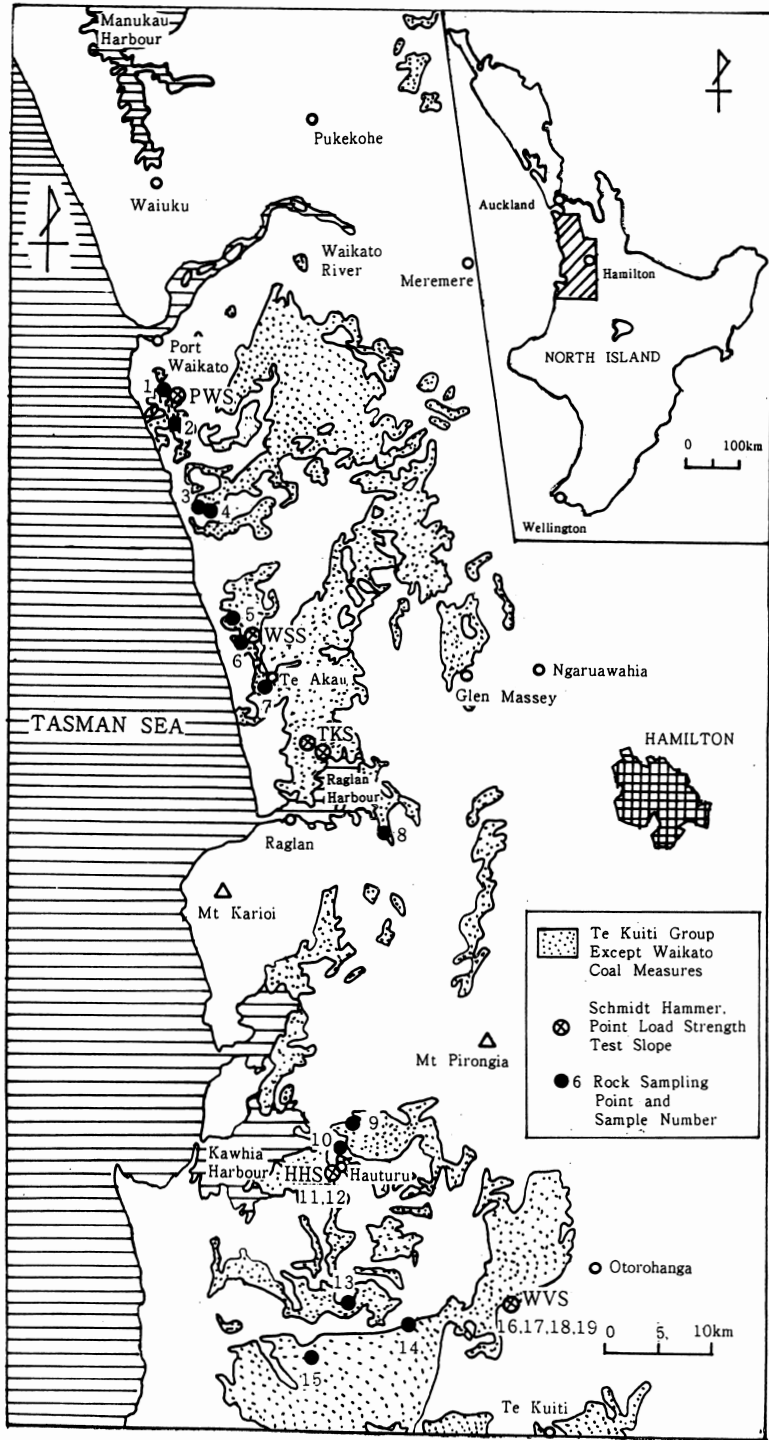 Manukau
Harbour
Pukekohe
Waiuku
Waikato
River
Meremere
Port
Waikato
1
PWS
2
3
4
5
WSS
6
Te Akau
7
Glen Massey
Ngaruawahia
TASMAN SEA
TKS
Raglan
Harbour
HAMILTON
8
Raglan
Mt Karioi
Mt Pirongia
9
10
Kawhia
Harbour
HHS
Hauturu
11,12
13
Otorohanga
WVS
14
16,17,18,19
15
0 5, 10km
Te Kuiti
Auckland
Hamilton
NORTH ISLAND
0 100km
Wellington
Te Kuiti Group
Except Waikato
Coal Measures
Schmidt Hammer,
Point Load Strength
Test Slope
6 Rock Sampling
Point and
Sample Number